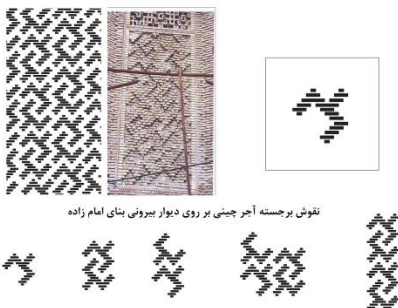 نقوش برجسته آجر چینی بر روی دیوار بیرونی بنای امام زاده